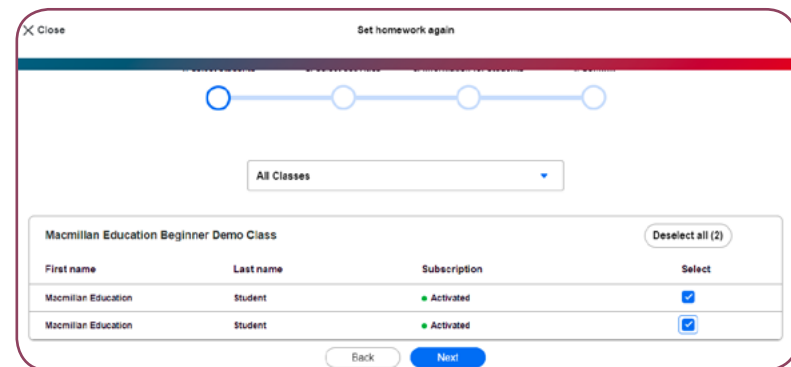 Close Set homework again
All Classes
Macmillan Education Beginner Demo Class Deselect all (2)
First name Last name Subscription Select
Macmillan Education Student Activated
Macmillan Education Student Activated
Back Next